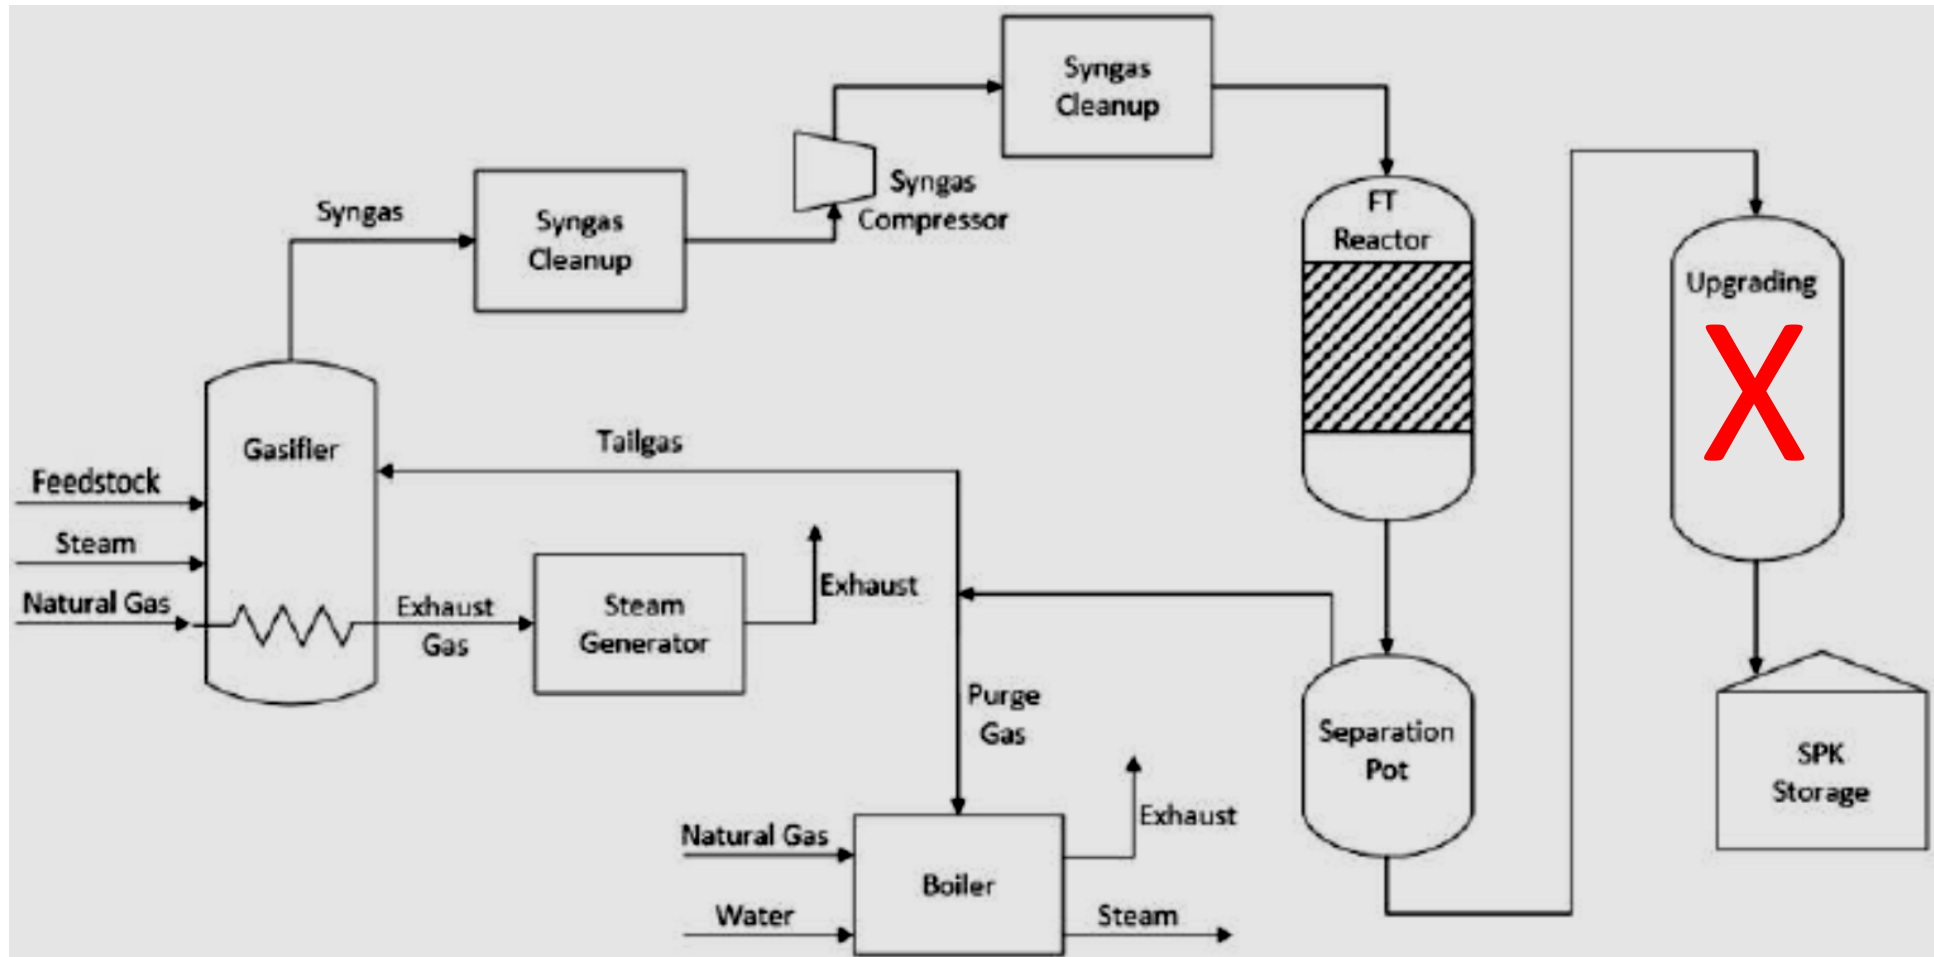 Syngas
Cleanup
Syngas
Compressor
Syngas
Syngas
Cleanup
FT
Reactor
Upgrading
X
Gasifier
Tailgas
Feedstock
Steam
Natural Gas
Exhaust
Gas
Steam
Generator
Exhaust
Purge
Gas
Separation
Pot
SPK
Storage
Natural Gas
Water
Boiler
Exhaust
Steam